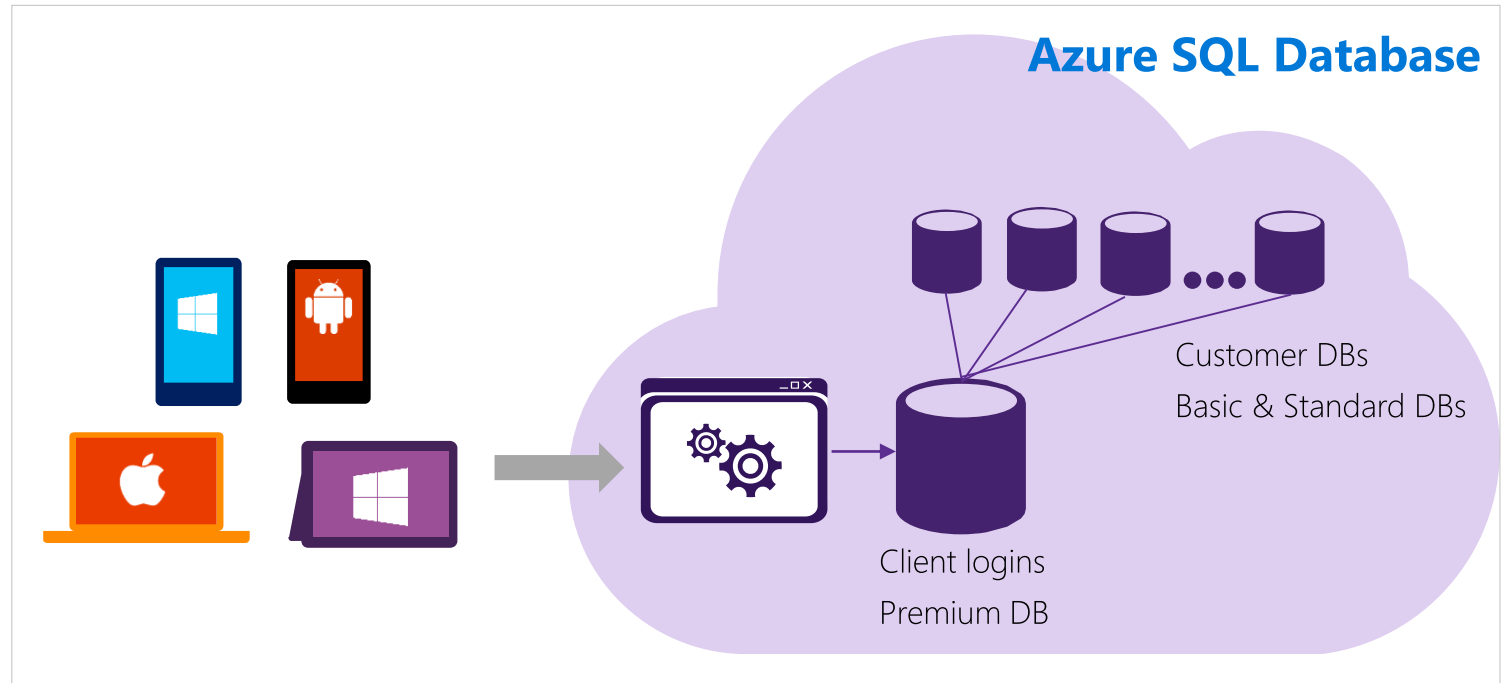 Azure SQL Database
Customer DBs
Basic & Standard DBs
Client logins
Premium DB